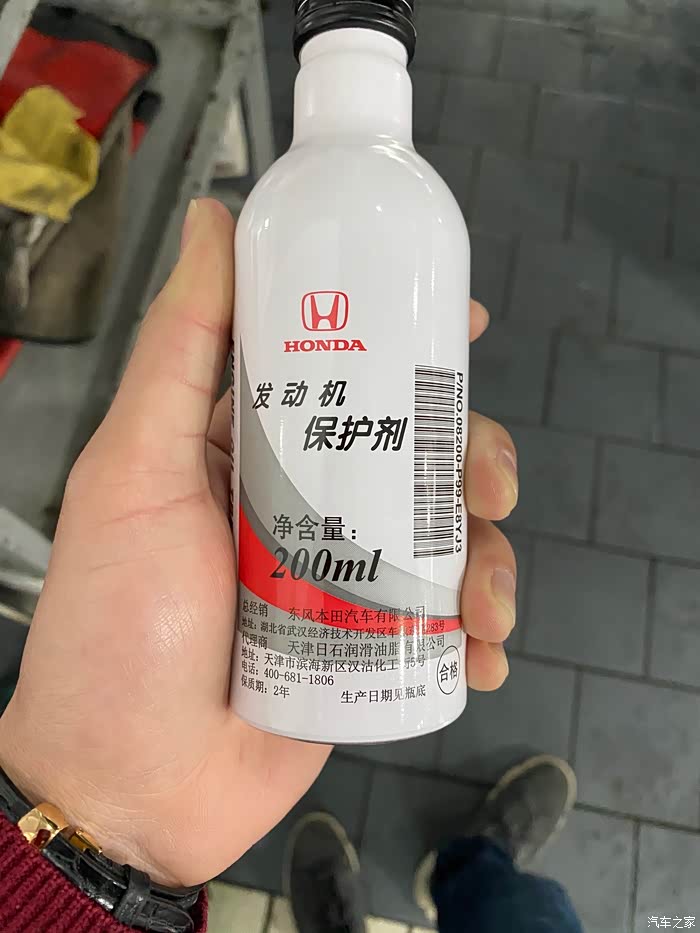 HONDA
发动机
保护剂
净含量：
200ml
P/NO.08200-P99-E8YJ3
总经销 东风本田汽车有限公司
地址：湖北省武汉经济技术开发区车
代理商 天津日石润滑油脂有限公司
地址：天津市滨海新区汉沽化工
电话：400-681-1806
保质期：2年
生产日期见瓶底
合格
汽车之家